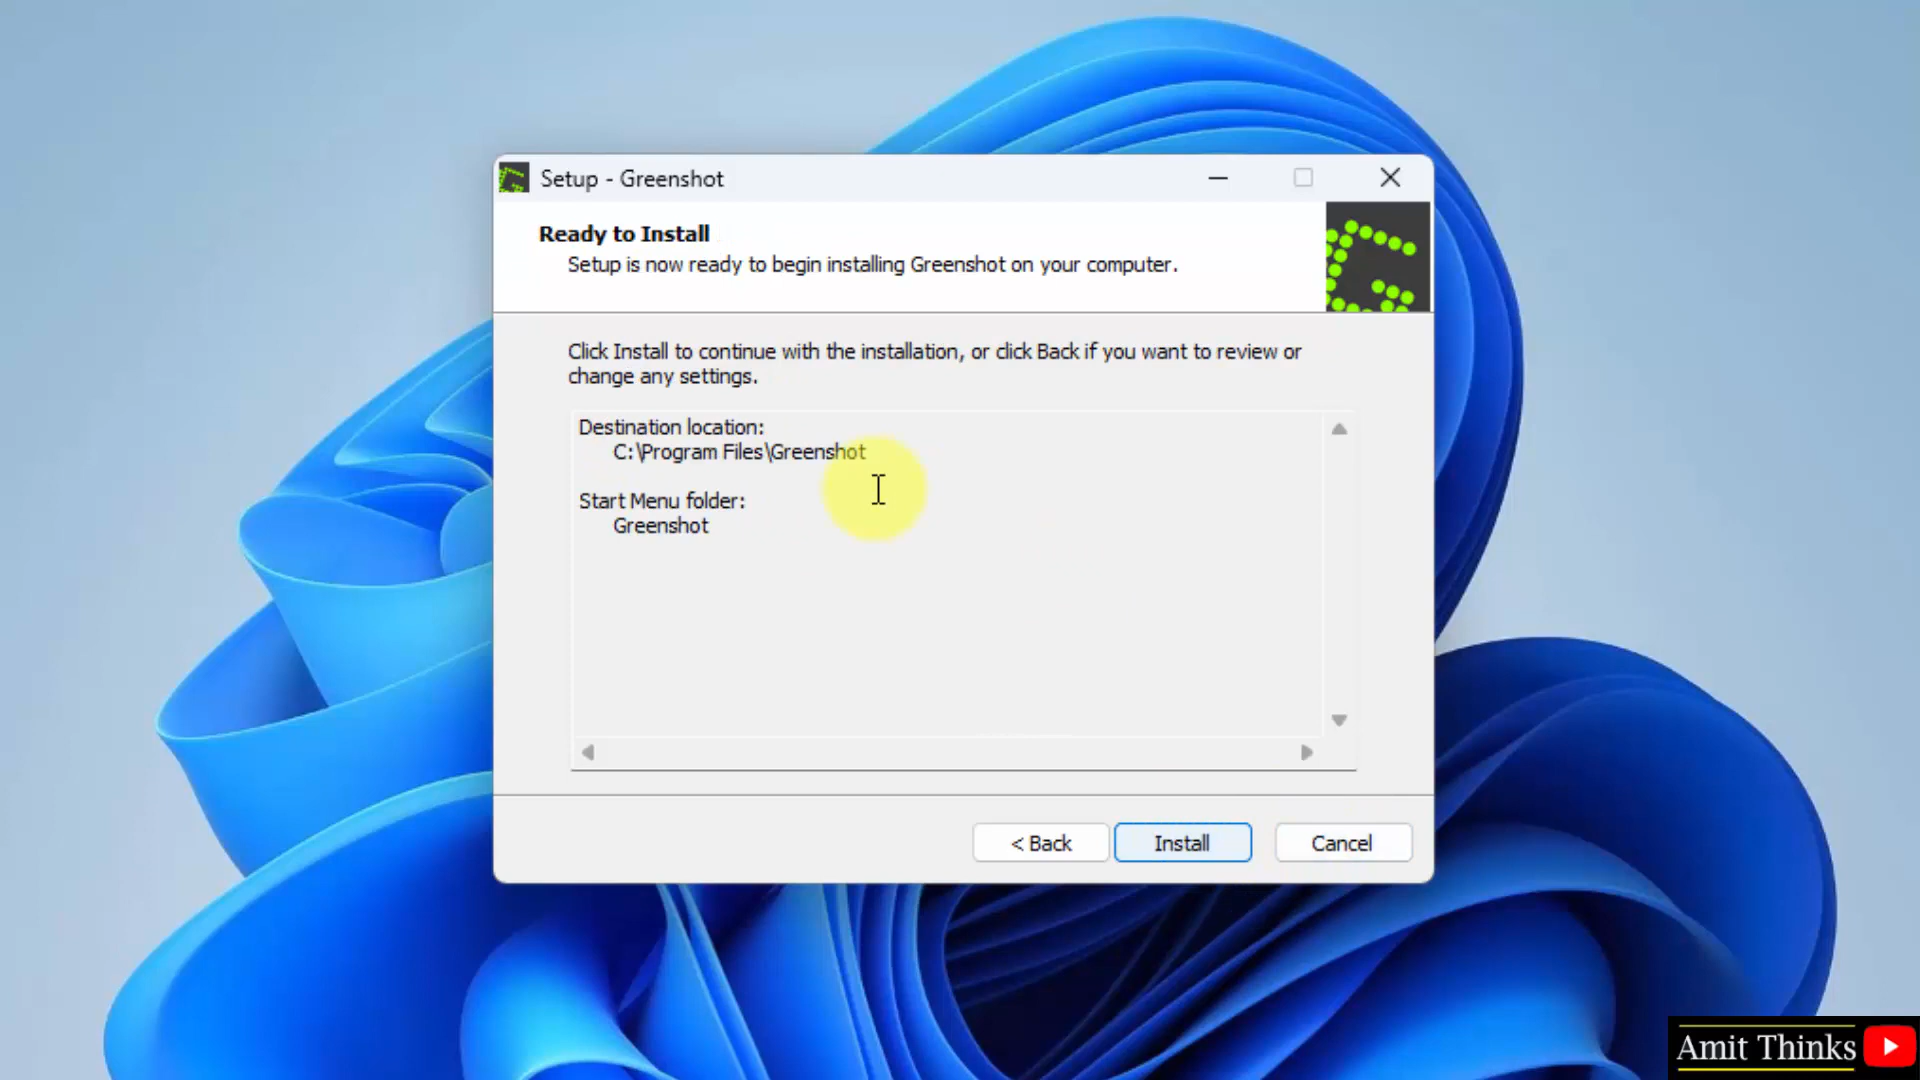 Setup - Greenshot
Ready to Install
Setup is now ready to begin installing Greenshot on your computer.
Click Install to continue with the installation, or click Back if you want to review or
change any settings.
Destination location:
C:\Program Files\Greenshot
Start Menu folder:
Greenshot
< Back
Install
Cancel
Amit Thinks